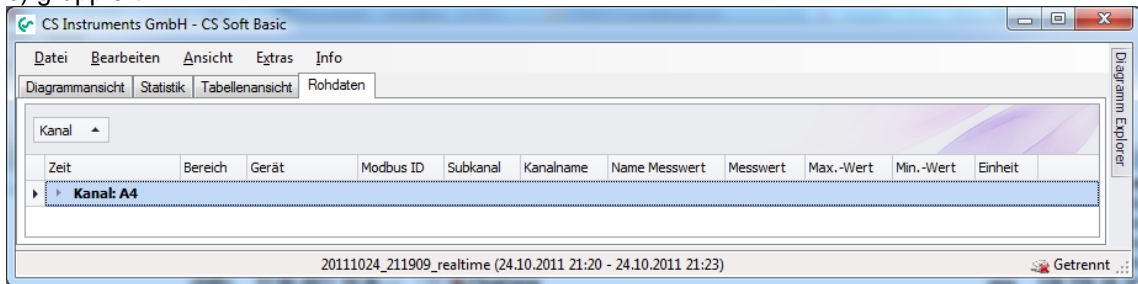 CS Instruments GmbH - CS Soft Basic
Datei Bearbeiten Ansicht Extras Info
Diagrammansicht Statistik Tabellenansicht Rohdaten
Kanal
Zeit Bereich Gerät Modbus ID Subkanal Kanalname Name Messwert Messwert Max.-Wert Min.-Wert Einheit
Kanal: A4
Diagramm Explorer
20111024_211909_realtime (24.10.2011 21:20 - 24.10.2011 21:23) Getrennt